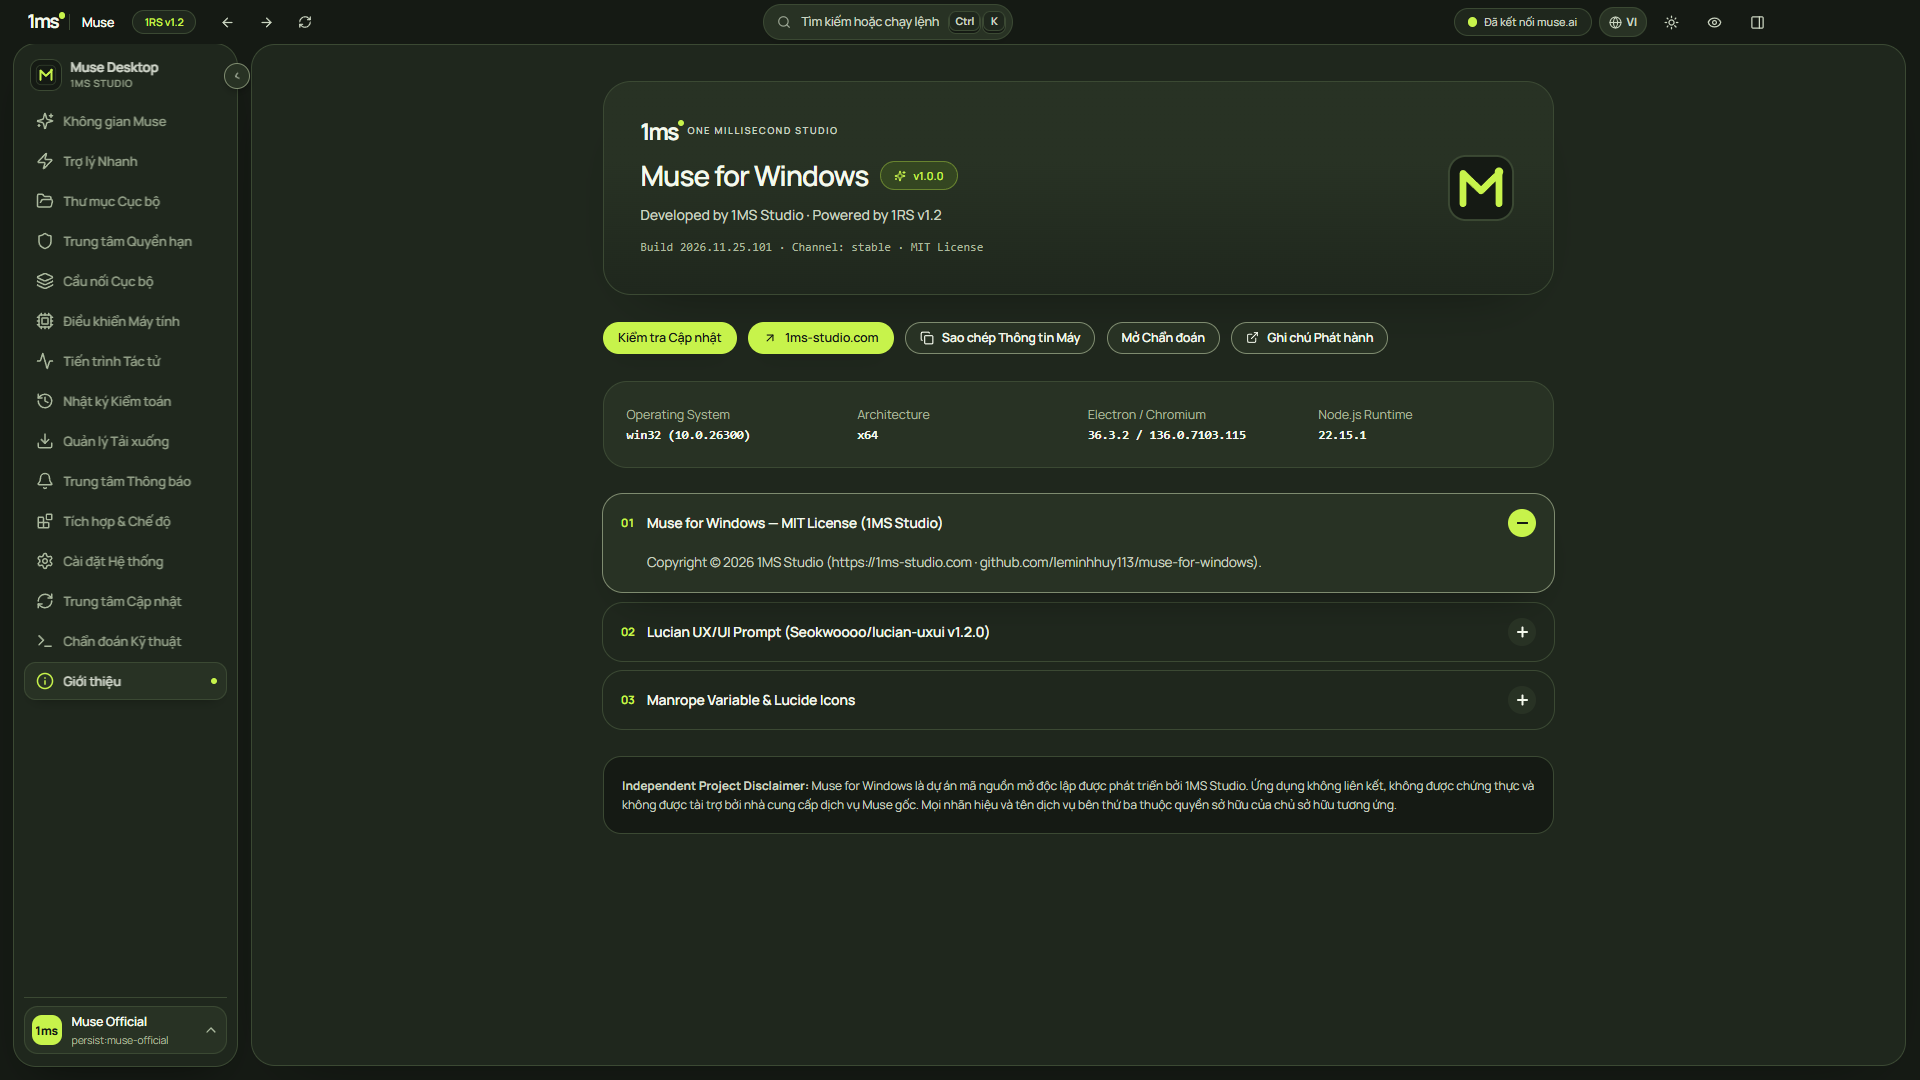 1ms
Muse
1RS v1.2
Tìm kiếm hoặc chạy lệnh
Ctrl
K
Đã kết nối muse.ai
VI
Muse Desktop
1MS STUDIO
Không gian Muse
Trợ lý Nhanh
Thư mục Cục bộ
Trung tâm Quyền hạn
Cầu nối Cục bộ
Điều khiển Máy tính
Tiến trình Tác tử
Nhật ký Kiểm toán
Quản lý Tải xuống
Trung tâm Thông báo
Tích hợp & Chế độ
Cài đặt Hệ thống
Trung tâm Cập nhật
Chẩn đoán Kỹ thuật
Giới thiệu
1ms
Muse Official
persist:muse-official
1ms ONE MILLISECOND STUDIO
Muse for Windows
v1.0.0
Developed by 1MS Studio · Powered by 1RS v1.2
Build 2026.11.25.101 · Channel: stable · MIT License
M
Kiểm tra Cập nhật
1ms-studio.com
Sao chép Thông tin Máy
Mở Chẩn đoán
Ghi chú Phát hành
Operating System
win32 (10.0.26300)
Architecture
x64
Electron / Chromium
36.3.2 / 136.0.7103.115
Node.js Runtime
22.15.1
01 Muse for Windows — MIT License (1MS Studio)
Copyright © 2026 1MS Studio (https://1ms-studio.com · github.com/leminhhuy113/muse-for-windows).
02 Lucian UX/UI Prompt (Seokwoooo/lucian-uxui v1.2.0)
03 Manrope Variable & Lucide Icons
Independent Project Disclaimer: Muse for Windows là dự án mã nguồn mở độc lập được phát triển bởi 1MS Studio. Ứng dụng không liên kết, không được chứng thực và
không được tài trợ bởi nhà cung cấp dịch vụ Muse gốc. Mọi nhãn hiệu và tên dịch vụ bên thứ ba thuộc quyền sở hữu của chủ sở hữu tương ứng.